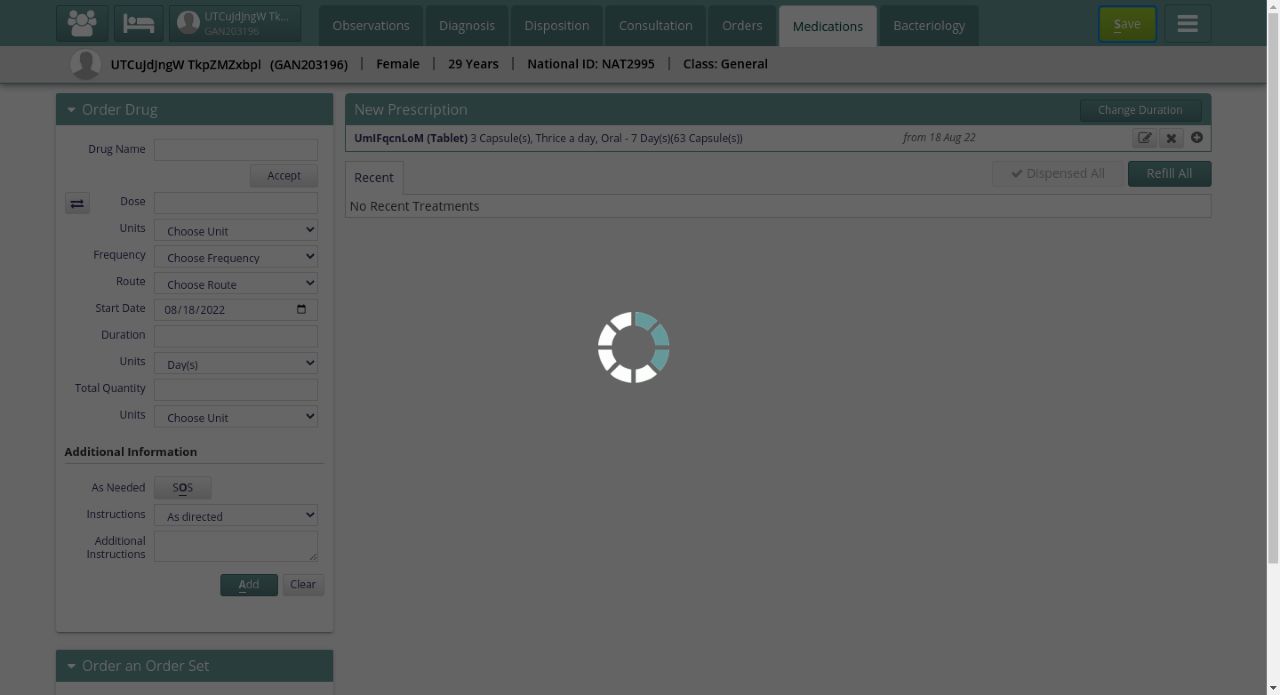 UTCuJdJngW Tk...
GAN203196
Observations
Diagnosis
Disposition
Consultation
Orders
Medications
Bacteriology
Save
UTCuJdJngW TkpZMZxbpl (GAN203196) | Female | 29 Years | National ID: NAT2995 | Class: General
Order Drug
Drug Name
Accept
Dose
Units Choose Unit
Frequency Choose Frequency
Route Choose Route
Start Date 08/18/2022
Duration
Units Day(s)
Total Quantity
Units Choose Unit
Additional Information
As Needed SOS
Instructions As directed
Additional
Instructions
Add Clear
Order an Order Set
New Prescription
Change Duration
UmIFqcnLoM (Tablet) 3 Capsule(s), Thrice a day, Oral - 7 Day(s)(63 Capsule(s)) from 18 Aug 22
Recent
Dispensed All
Refill All
No Recent Treatments